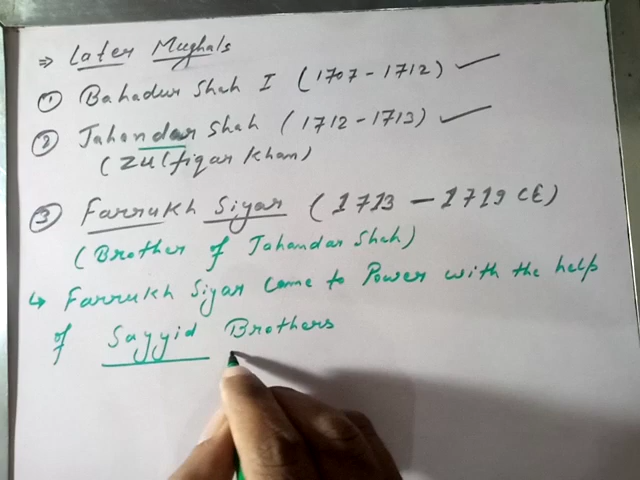 ⇒ Later Mughals
① Bahadur Shah I (1707 - 1712) ✓
② Jahandar Shah (1712 - 1713) ✓
(Zulfiqar Khan)
③ Farrukh Siyar (1713 - 1719 CE)
(Brother of Jahandar Shah)
↳ Farrukh Siyar came to Power with the help
of Sayyid Brothers